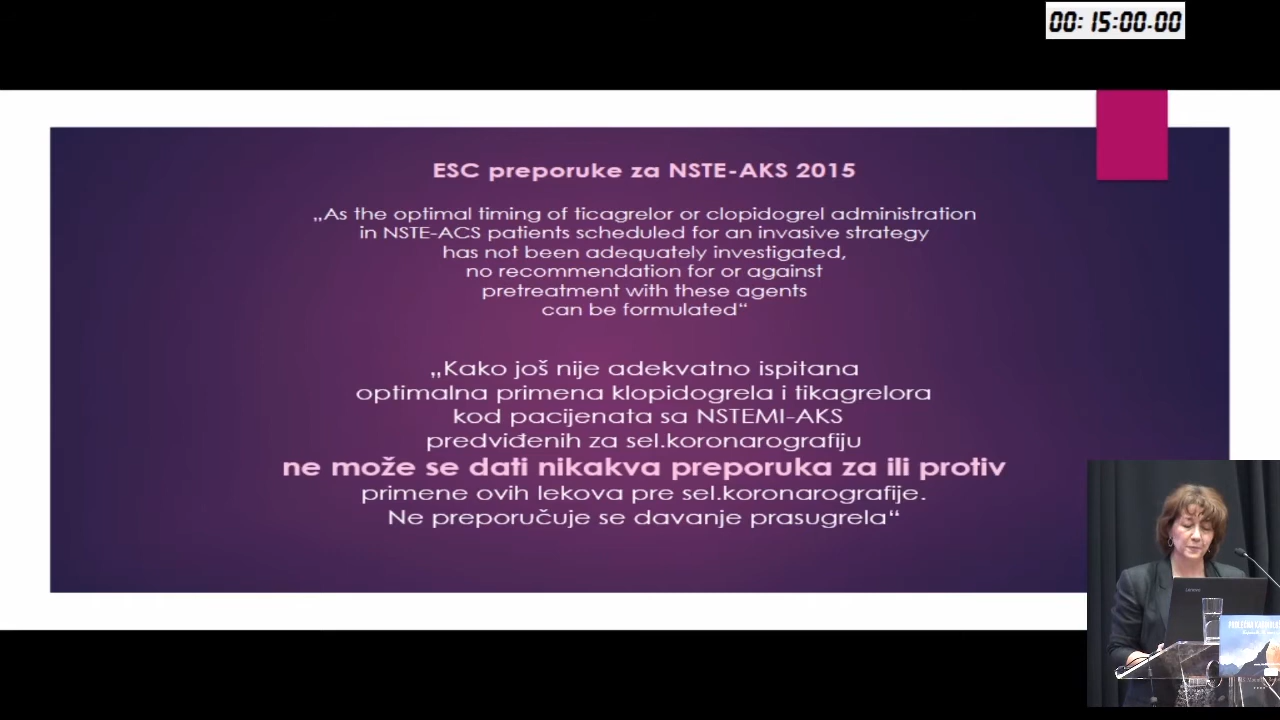 00:15:00.00
ESC preporuke za NSTE-AKS 2015
„As the optimal timing of ticagrelor or clopidogrel administration
in NSTE-ACS patients scheduled for an invasive strategy
has not been adequately investigated,
no recommendation for or against
pretreatment with these agents
can be formulated“
„Kako još nije adekvatno ispitana
optimalna primena klopidogrela i tikagrelora
kod pacijenata sa NSTEMI-AKS
predviđenih za sel.koronarografiju
ne može se dati nikakva preporuka za ili protiv
primene ovih lekova pre sel.koronarografije.
Ne preporučuje se davanje prasugrela“
Lenovo